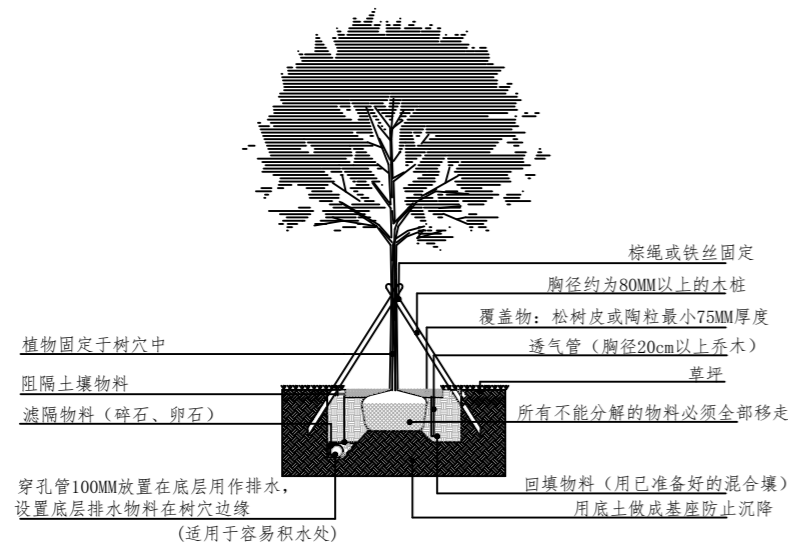 棕绳或铁丝固定
胸径约为80MM以上的木桩
覆盖物：松树皮或陶粒最小75MM厚度
植物固定于树穴中
透气管（胸径20cm以上乔木）
阻隔土壤物料
草坪
滤隔物料（碎石、卵石）
所有不能分解的物料必须全部移走
穿孔管100MM放置在底层用作排水，
回填物料（用已准备好的混合壤）
设置底层排水物料在树穴边缘
用底土做成基座防止沉降
(适用于容易积水处)